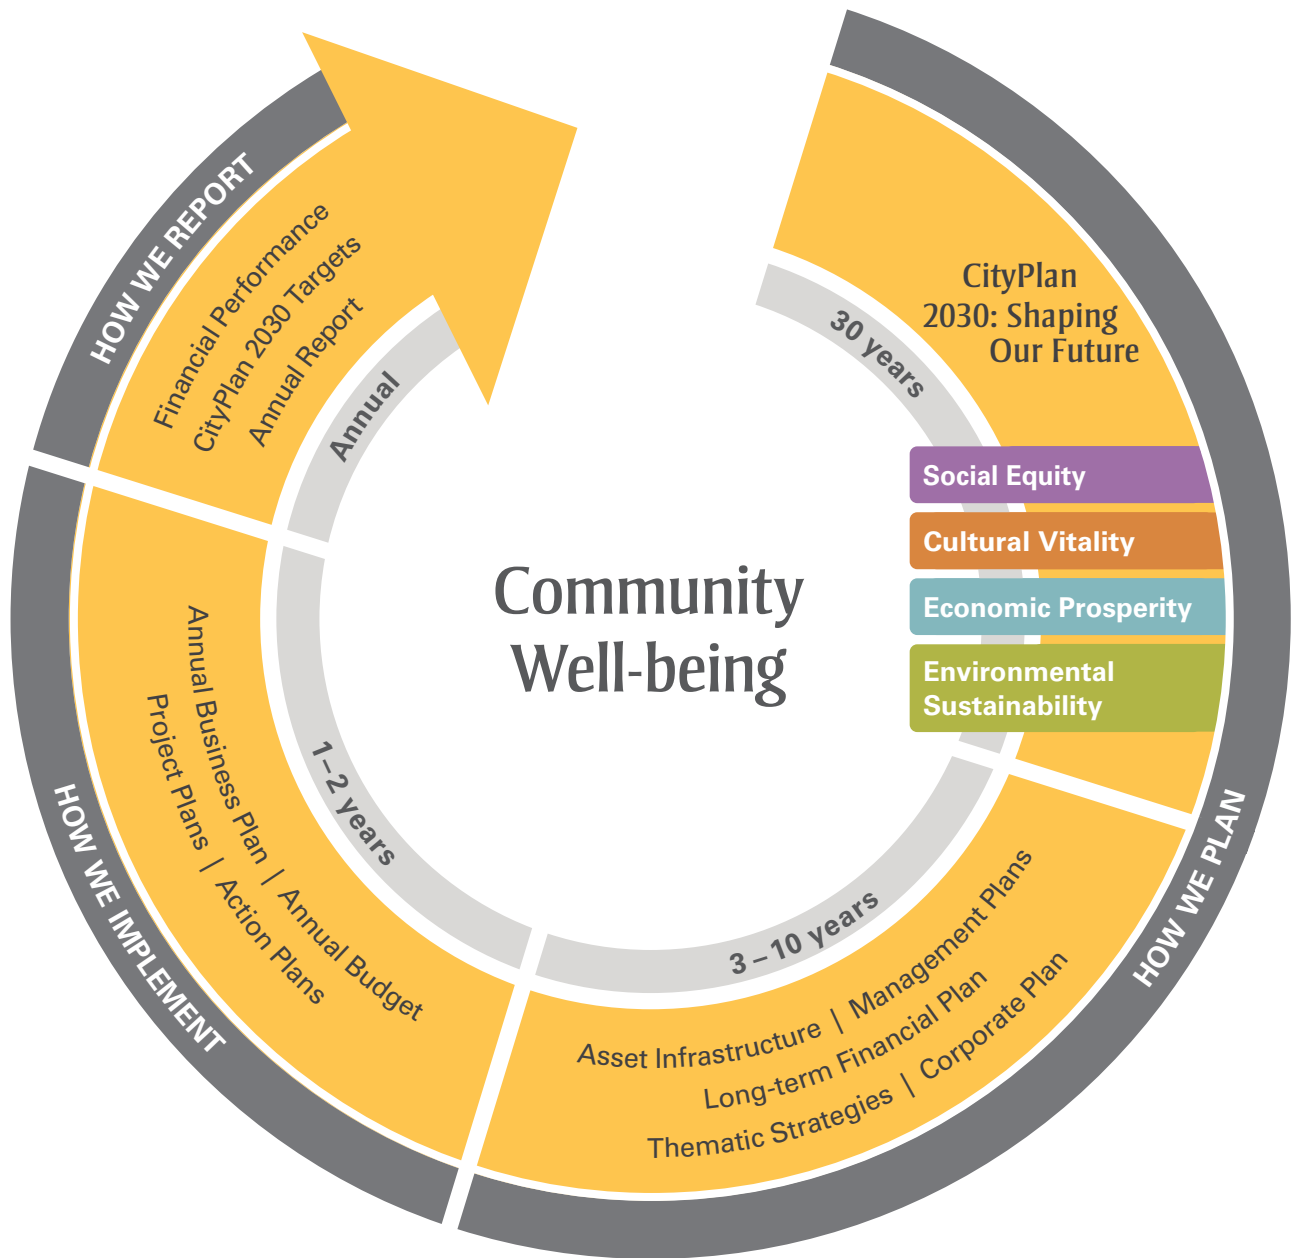 CityPlan
2030: Shaping
Our Future
30 years
Social Equity
Cultural Vitality
Economic Prosperity
Environmental
Sustainability
HOW WE PLAN
3–10 years
Asset Infrastructure | Management Plans
Long-term Financial Plan
Thematic Strategies | Corporate Plan
HOW WE IMPLEMENT
1–2 years
Annual Business Plan | Annual Budget
Project Plans | Action Plans
HOW WE REPORT
Financial Performance
CityPlan 2030 Targets
Annual Report
Annual
Community
Well-being